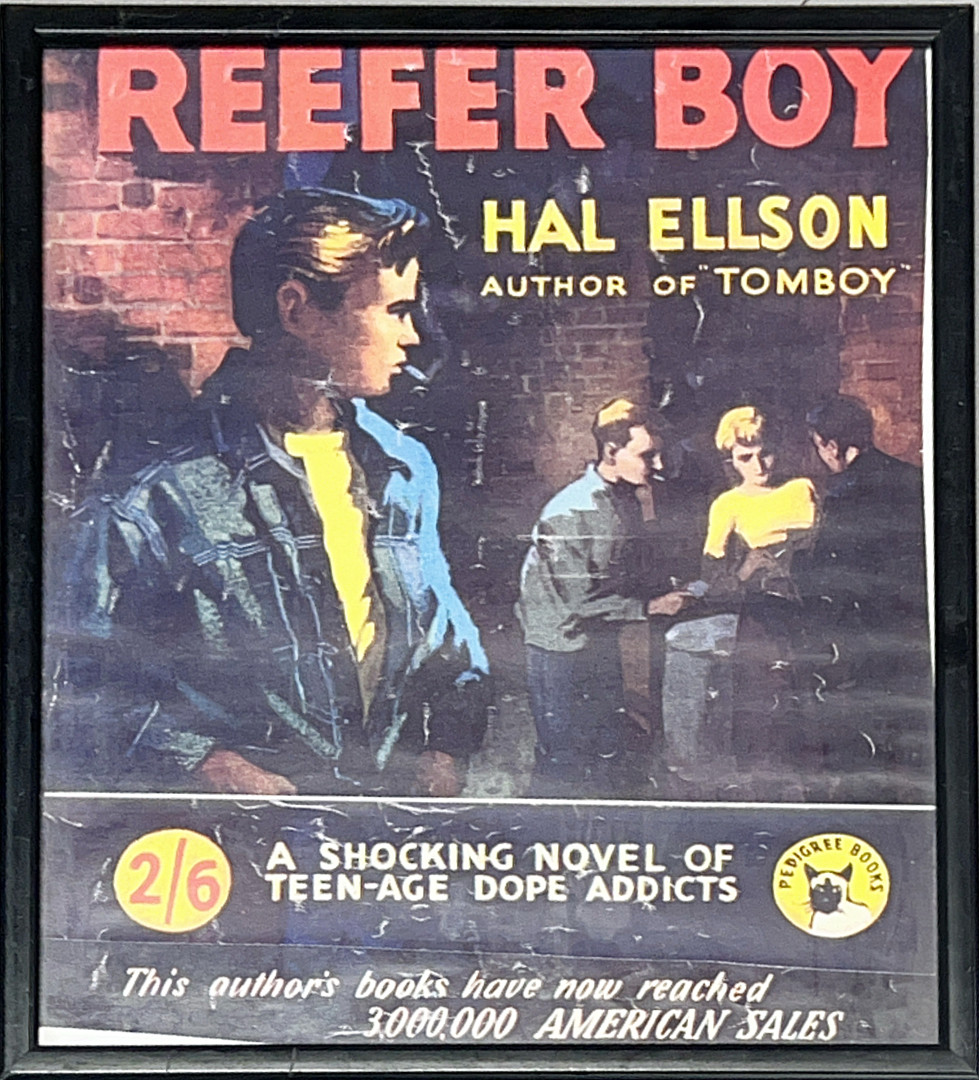 REEFER BOY
HAL ELLSON
AUTHOR OF "TOMBOY"
2/6
A SHOCKING NOVEL OF
TEEN-AGE DOPE ADDICTS
PEDIGREE BOOKS
This author's books have now reached
3,000,000 AMERICAN SALES